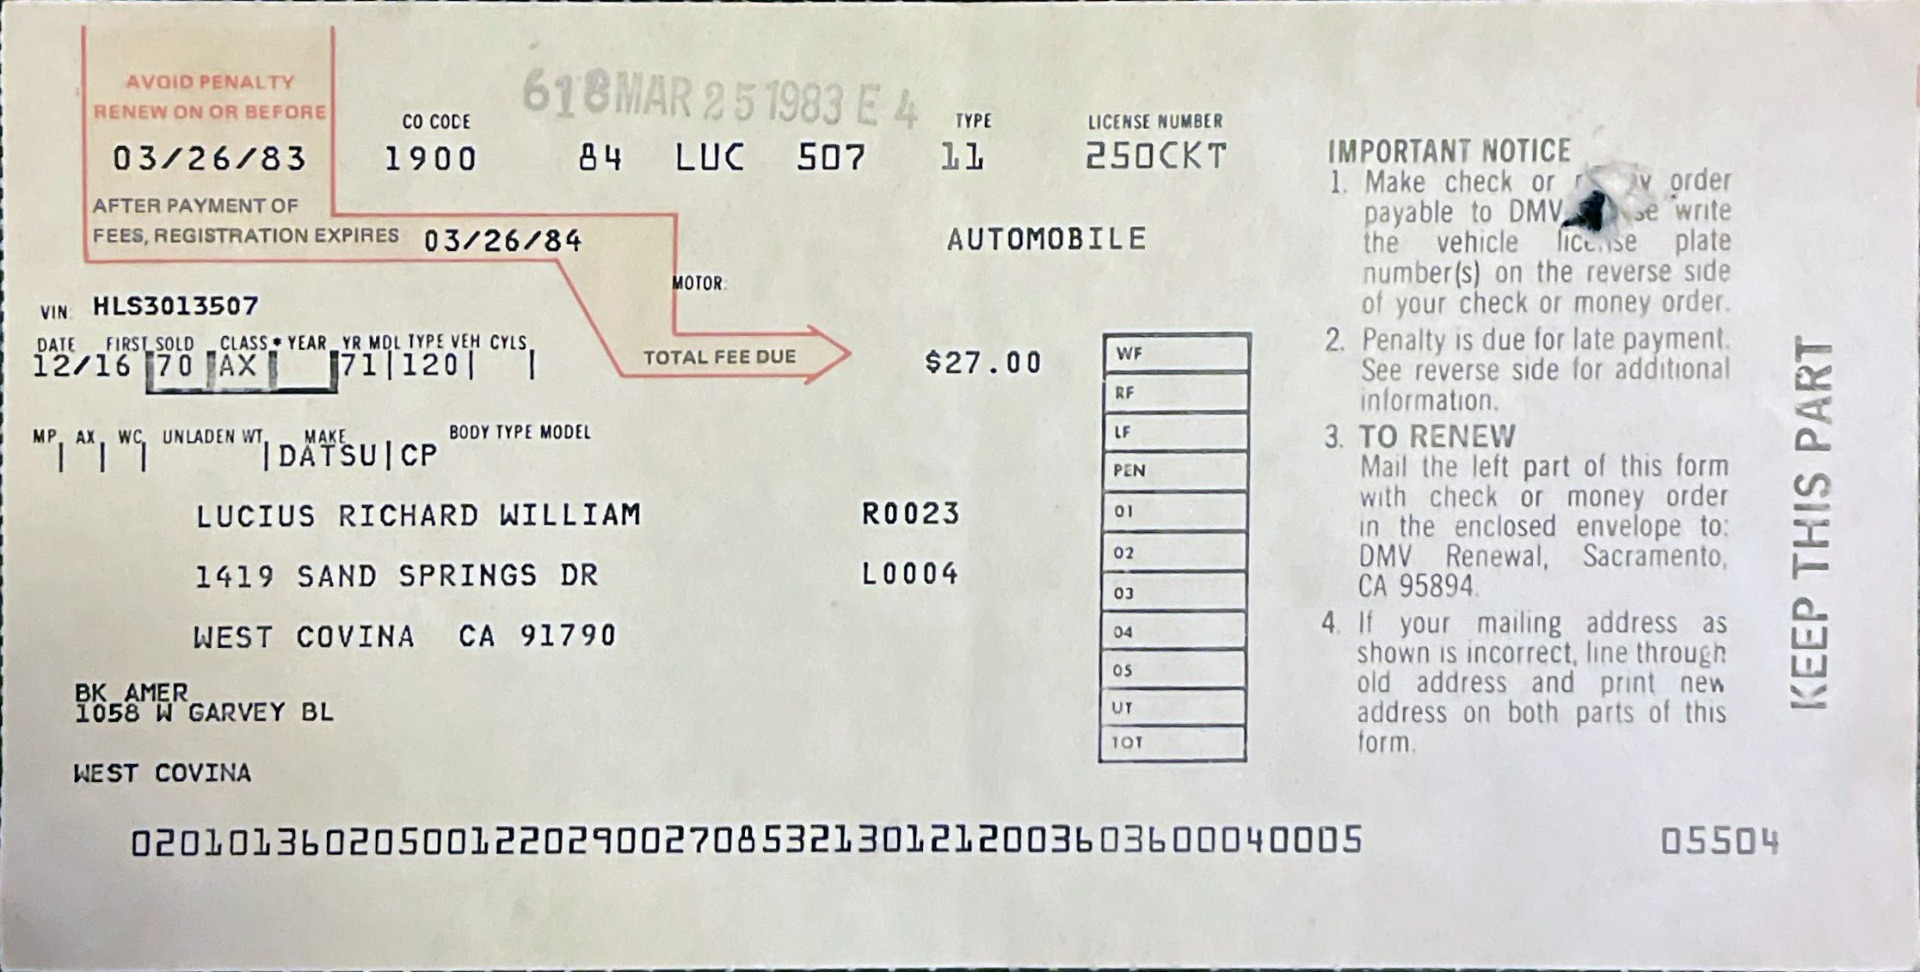 AVOID PENALTY
RENEW ON OR BEFORE
03/26/83
AFTER PAYMENT OF
FEES, REGISTRATION EXPIRES 03/26/84
618 MAR 25 1983 E 4
CO CODE TYPE LICENSE NUMBER
1900 84 LUC 507 11 250CKT
AUTOMOBILE
MOTOR:
VIN: HLS3013507
DATE FIRST SOLD CLASS * YEAR YR MDL TYPE VEH CYLS
12/16 |70 |AX| |71|120| |
TOTAL FEE DUE $27.00
MP AX WC UNLADEN WT MAKE BODY TYPE MODEL
| | | |DATSU|CP
LUCIUS RICHARD WILLIAM R0023
1419 SAND SPRINGS DR L0004
WEST COVINA CA 91790
BK AMER
1058 W GARVEY BL
WEST COVINA
WF
RF
LF
PEN
01
02
03
04
05
UT
TOT
IMPORTANT NOTICE
1. Make check or order
payable to DMV write
the vehicle license plate
number(s) on the reverse side
of your check or money order.
2. Penalty is due for late payment.
See reverse side for additional
information.
3. TO RENEW
Mail the left part of this form
with check or money order
in the enclosed envelope to:
DMV Renewal, Sacramento,
CA 95894.
4. If your mailing address as
shown is incorrect, line through
old address and print new
address on both parts of this
form.
KEEP THIS PART
020101360205001220290027085321301212003603600040005 05504